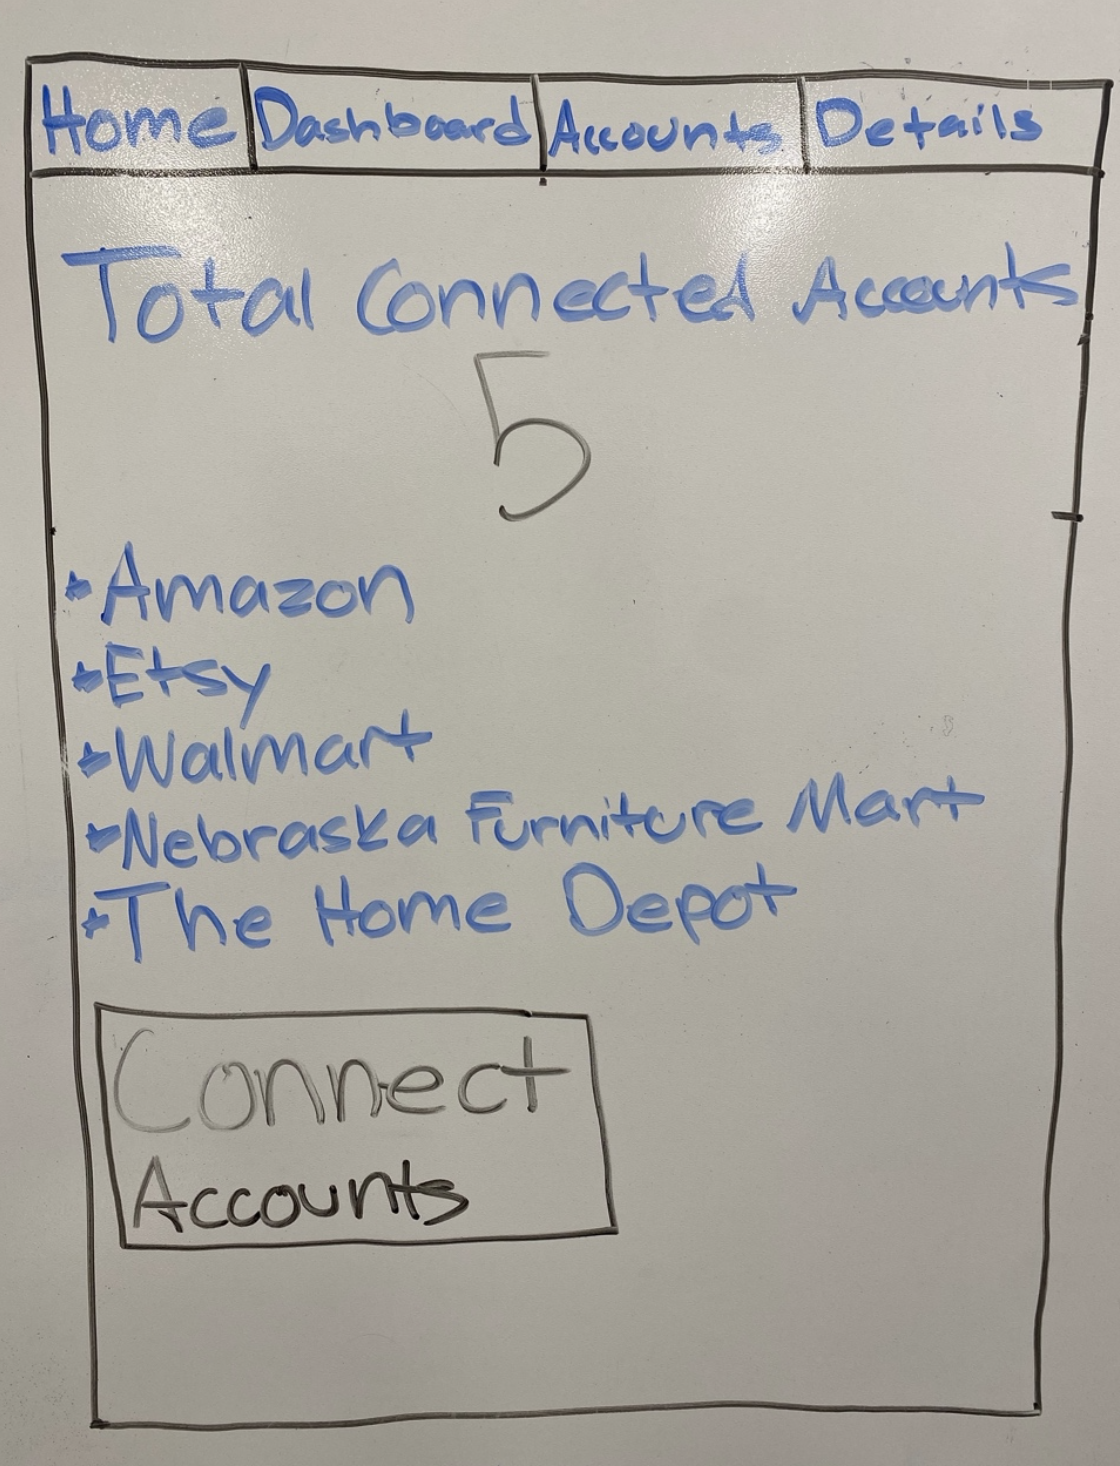 Home Dashboard Accounts Details
Total Connected Accounts
5
• Amazon
• Etsy
• Walmart
• Nebraska Furniture Mart
• The Home Depot
Connect
Accounts